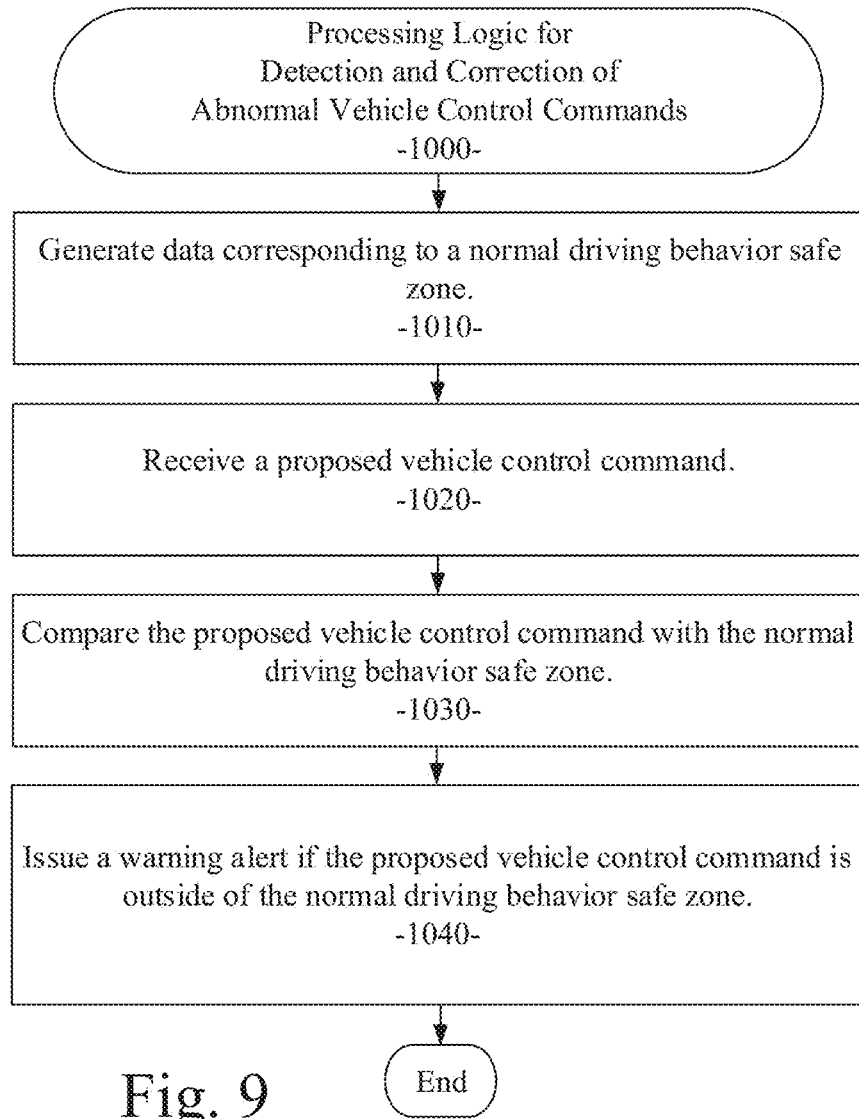 Processing Logic for
Detection and Correction of
Abnormal Vehicle Control Commands
-1000-
Generate data corresponding to a normal driving behavior safe
zone.
-1010-
Receive a proposed vehicle control command.
-1020-
Compare the proposed vehicle control command with the normal
driving behavior safe zone.
-1030-
Issue a warning alert if the proposed vehicle control command is
outside of the normal driving behavior safe zone.
-1040-
End
Fig. 9